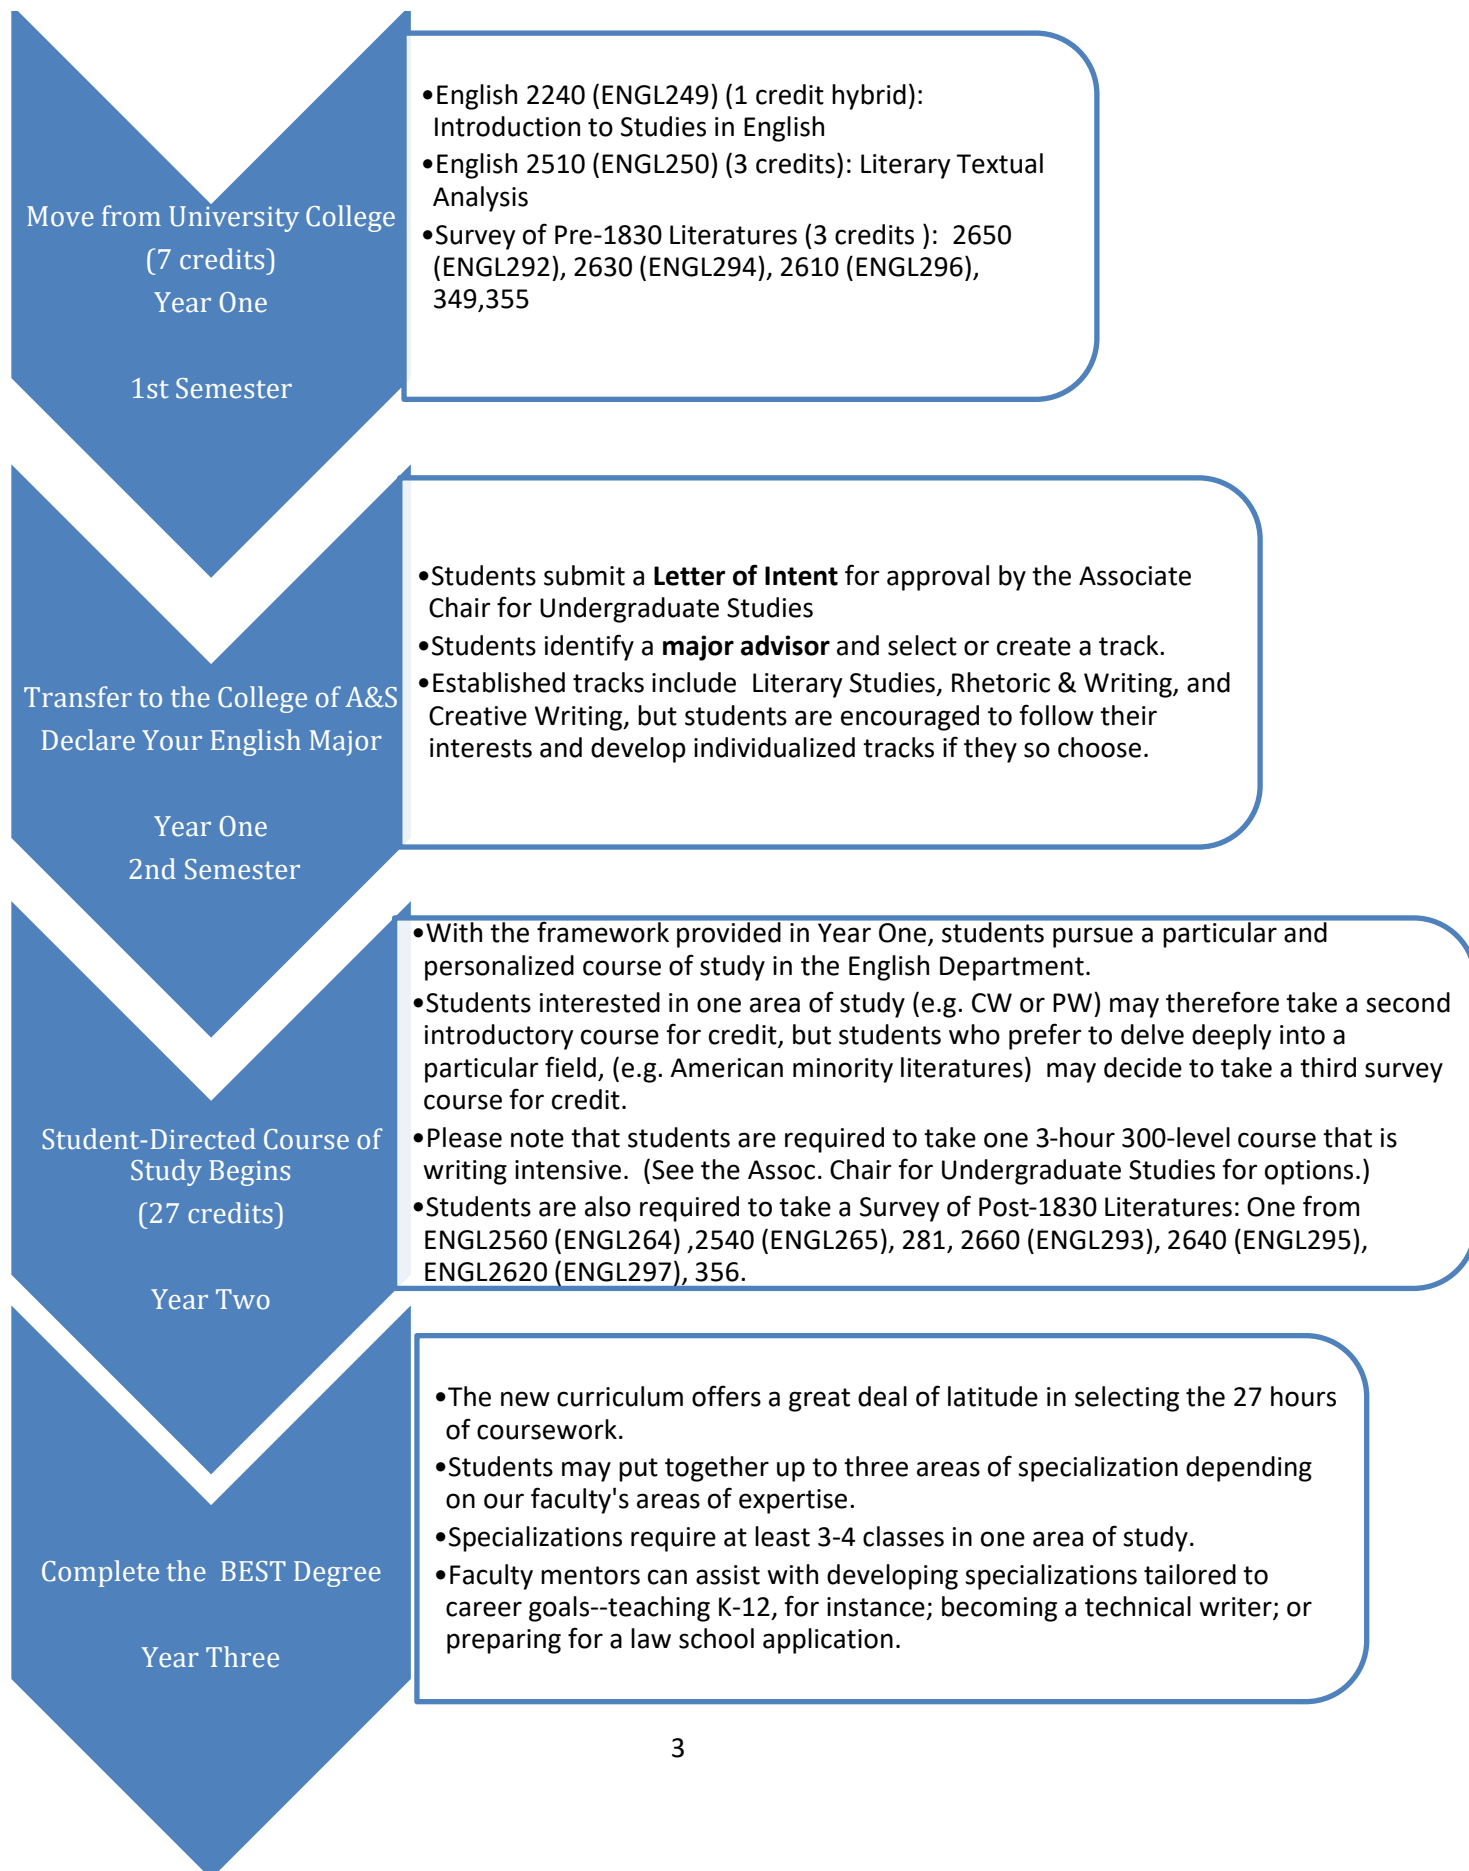 Move from University College
(7 credits)
Year One
1st Semester
•English 2240 (ENGL249) (1 credit hybrid):
Introduction to Studies in English
•English 2510 (ENGL250) (3 credits): Literary Textual
Analysis
•Survey of Pre-1830 Literatures (3 credits ):  2650
(ENGL292), 2630 (ENGL294), 2610 (ENGL296),
349,355
Transfer to the College of A&S
Declare Your English Major
Year One
2nd Semester
•Students submit a Letter of Intent for approval by the Associate
Chair for Undergraduate Studies
•Students identify a major advisor and select or create a track.
•Established tracks include  Literary Studies, Rhetoric & Writing, and
Creative Writing, but students are encouraged to follow their
interests and develop individualized tracks if they so choose.
Student-Directed Course of
Study Begins
(27 credits)
Year Two
•With the framework provided in Year One, students pursue a particular and
personalized course of study in the English Department.
•Students interested in one area of study (e.g. CW or PW) may therefore take a second
introductory course for credit, but students who prefer to delve deeply into a
particular field, (e.g. American minority literatures)  may decide to take a third survey
course for credit.
•Please note that students are required to take one 3-hour 300-level course that is
writing intensive.  (See the Assoc. Chair for Undergraduate Studies for options.)
•Students are also required to take a Survey of Post-1830 Literatures: One from
ENGL2560 (ENGL264) ,2540 (ENGL265), 281, 2660 (ENGL293), 2640 (ENGL295),
ENGL2620 (ENGL297), 356.
Complete the  BEST Degree
Year Three
•The new curriculum offers a great deal of latitude in selecting the 27 hours
of coursework.
•Students may put together up to three areas of specialization depending
on our faculty's areas of expertise.
•Specializations require at least 3-4 classes in one area of study.
•Faculty mentors can assist with developing specializations tailored to
career goals--teaching K-12, for instance; becoming a technical writer; or
preparing for a law school application.
3